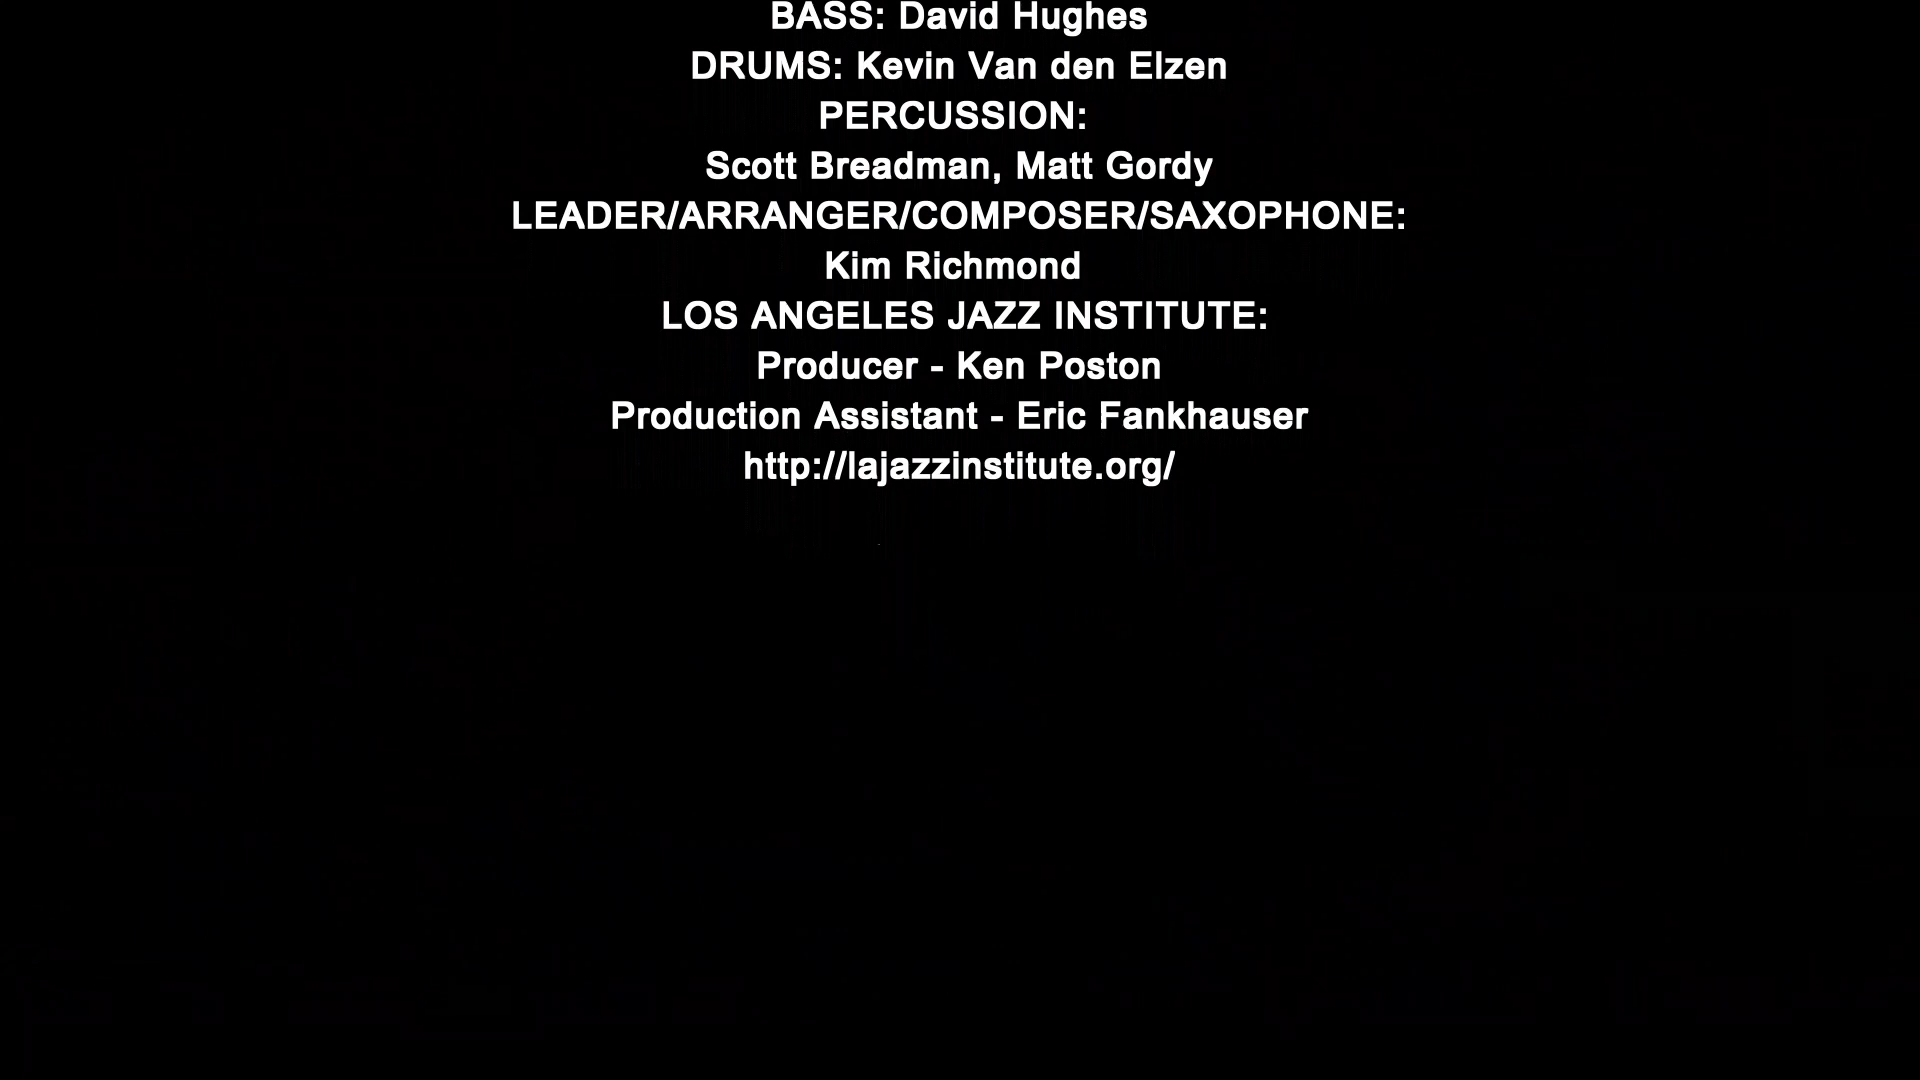 BASS: David Hughes
DRUMS: Kevin Van den Elzen
PERCUSSION:
Scott Breadman, Matt Gordy
LEADER/ARRANGER/COMPOSER/SAXOPHONE:
Kim Richmond
LOS ANGELES JAZZ INSTITUTE:
Producer - Ken Poston
Production Assistant - Eric Fankhauser
http://lajazzinstitute.org/